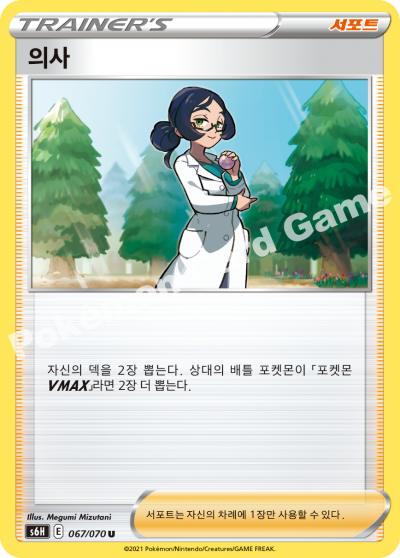 TRAINER'S
서포트
의사
Pokémon Card Game
자신의 덱을 2장 뽑는다. 상대의 배틀 포켓몬이 「포켓몬
VMAX」라면 2장 더 뽑는다.
Illus. Megumi Mizutani
s6H E 067/070 U
서포트는 자신의 차례에 1장만 사용할 수 있다.
©2021 Pokémon/Nintendo/Creatures/GAME FREAK.